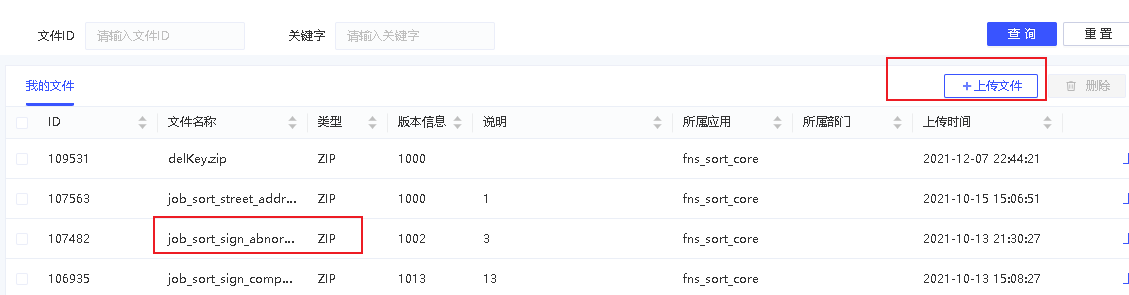 文件ID 请输入文件ID 关键字 请输入关键字 查 询 重 置
我的文件 +上传文件 删除
ID 文件名称 类型 版本信息 说明 所属应用 所属部门 上传时间
109531 delKey.zip ZIP 1000 fns_sort_core 2021-12-07 22:44:21
107563 job_sort_street_addr... ZIP 1000 1 fns_sort_core 2021-10-15 15:06:51
107482 job_sort_sign_abnor... ZIP 1002 3 fns_sort_core 2021-10-13 21:30:27
106935 job_sort_sign_comp... ZIP 1013 13 fns_sort_core 2021-10-13 15:08:27